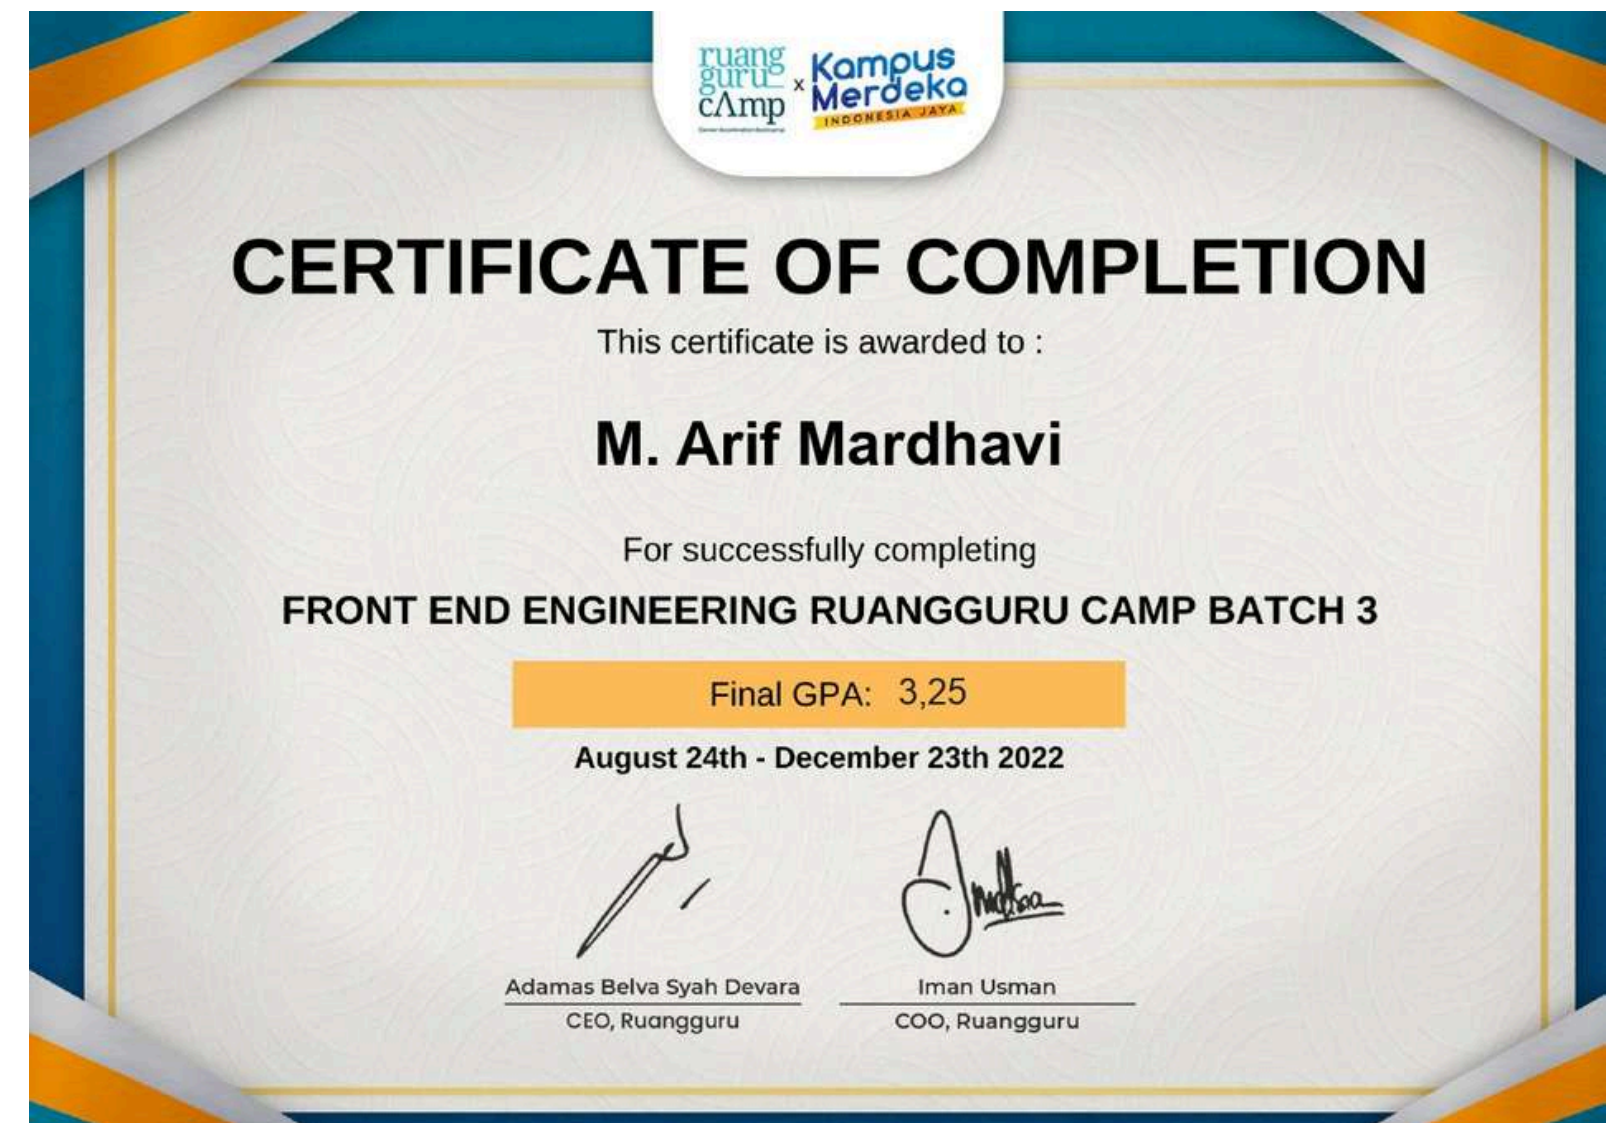 ruang
guru
cΛmp
x
Kampus
Merdeka
INDONESIA JAYA
CERTIFICATE OF COMPLETION
This certificate is awarded to :
M. Arif Mardhavi
For successfully completing
FRONT END ENGINEERING RUANGGURU CAMP BATCH 3
Final GPA: 3,25
August 24th - December 23th 2022
Adamas Belva Syah Devara
CEO, Ruangguru
Iman Usman
COO, Ruangguru